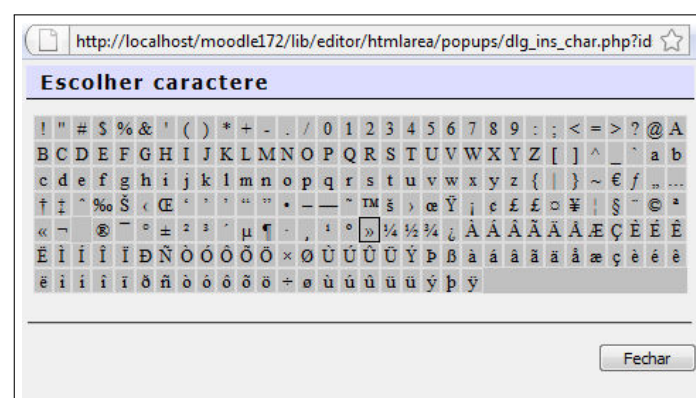 http://localhost/moodle172/lib/editor/htmlarea/popups/dlg_ins_char.php?id
Escolher caractere
! " # $ % & ' ( ) * + - . / 0 1 2 3 4 5 6 7 8 9 : ; < = > ? @ A
B C D E F G H I J K L M N O P Q R S T U V W X Y Z [ ] ^ _ ` a b
c d e f g h i j k l m n o p q r s t u v w x y z { | } ~ € ƒ „ …
† ‡ ˆ ‰ Š ‹ Œ ‘ ’ ’ “ ” • – — ˜ ™ š › œ Ÿ ¡ ¢ £ £ ¤ ¥ ¦ § ¨ © ª
« ¬ ® ¯ ° ± ² ³ ´ µ ¶ · ¸ ¹ º » ¼ ½ ¾ ¿ À Á Â Ã Ä Å Æ Ç È É Ê
Ë Ì Í Î Ï Ð Ñ Ò Ó Ô Õ Ö × Ø Ù Ú Û Ü Ý Þ ß à á â ã ä å æ ç è é ê
ë ì í î ï ð ñ ò ó ô õ ö ÷ ø ù ú û ü ü ý þ ÿ
Fechar